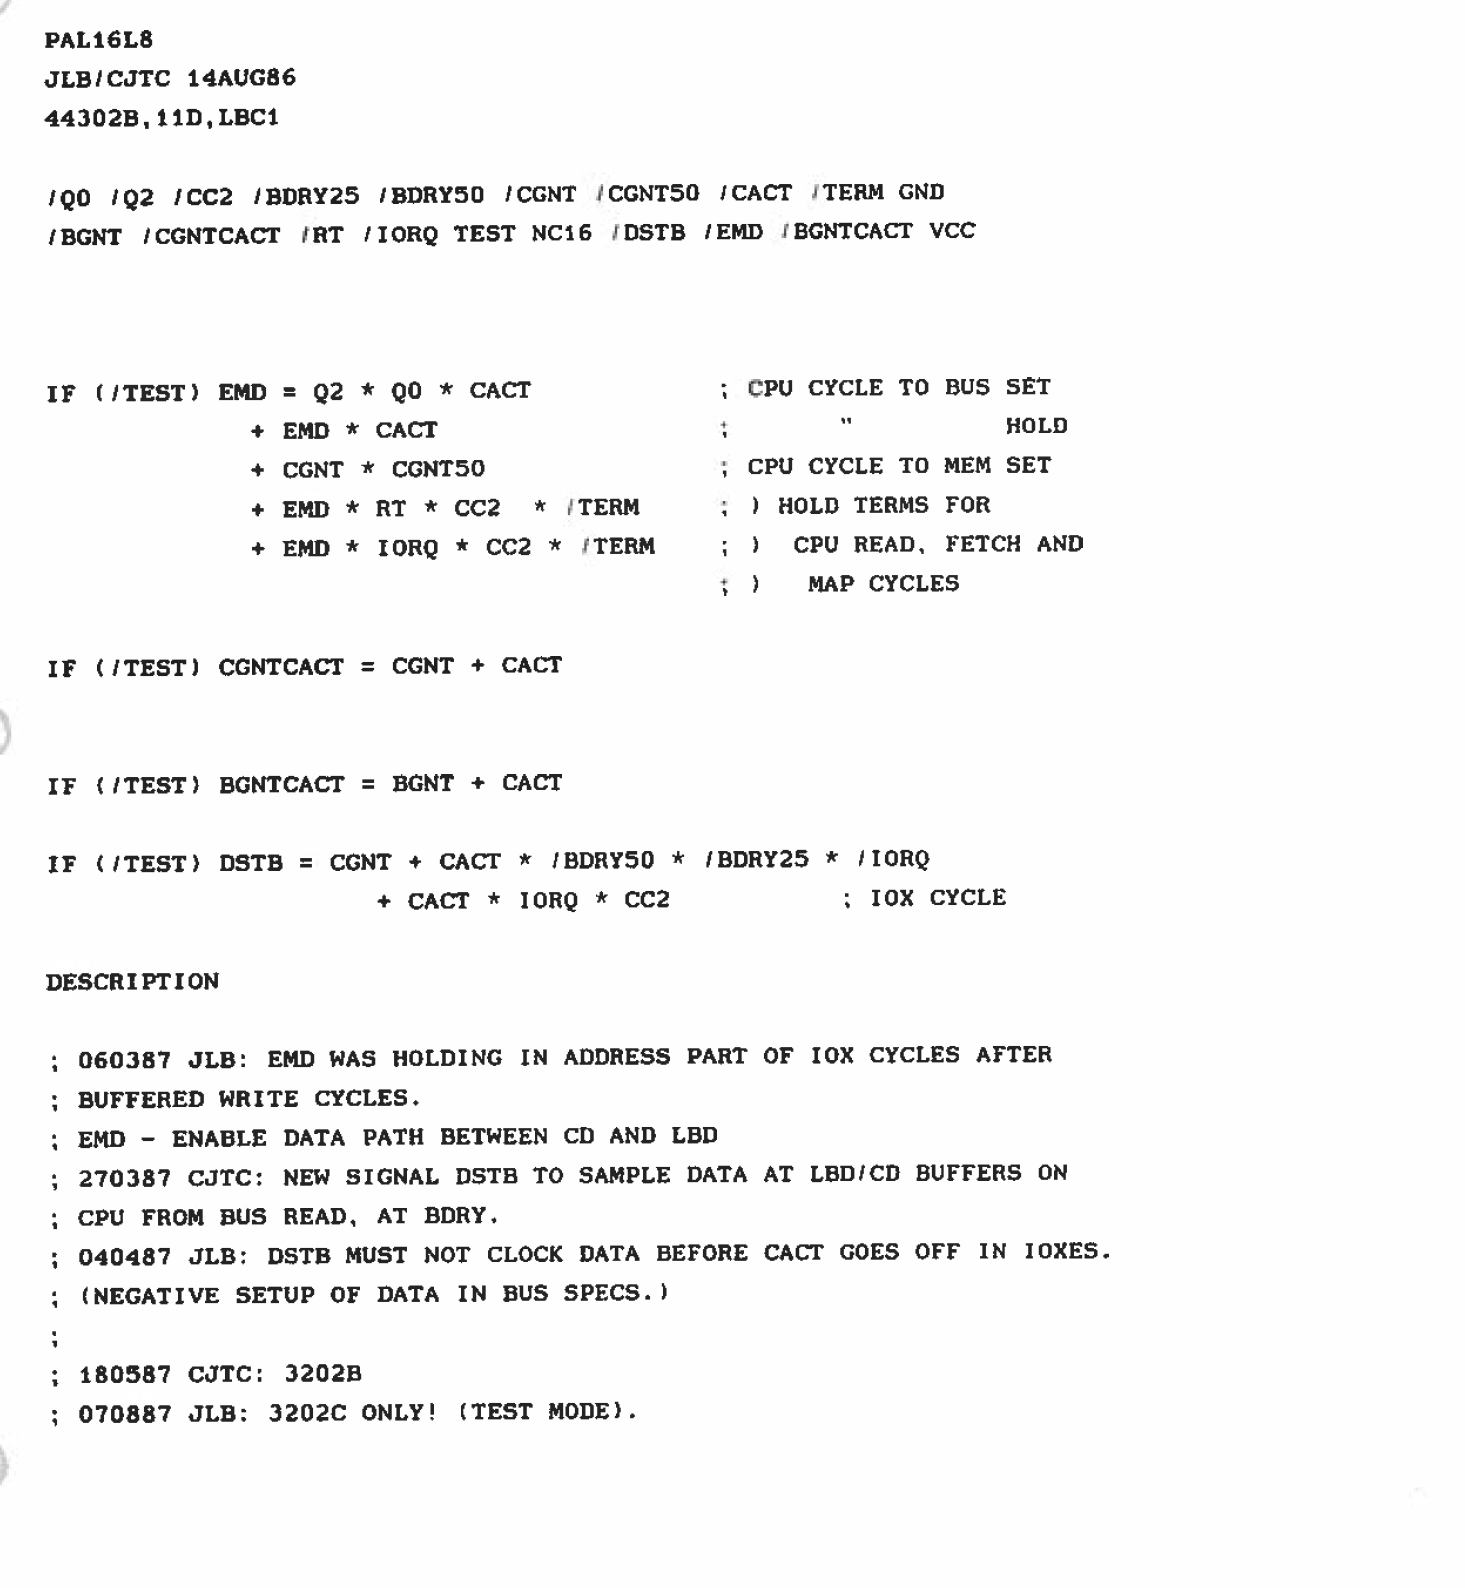 PAL16L8
JLB/CJTC 14AUG86
44302B,11D,LBC1
/Q0 /Q2 /CC2 /BDRY25 /BDRY50 /CGNT /CGNT50 /CACT /TERM GND
/BGNT /CGNTCACT /RT /IORQ TEST NC16 /DSTB /EMD /BGNTCACT VCC
IF (/TEST) EMD = Q2 * Q0 * CACT ; CPU CYCLE TO BUS SET
+ EMD * CACT ; " HOLD
+ CGNT * CGNT50 ; CPU CYCLE TO MEM SET
+ EMD * RT * CC2 * /TERM ; ) HOLD TERMS FOR
+ EMD * IORQ * CC2 * /TERM ; ) CPU READ, FETCH AND
; ) MAP CYCLES
IF (/TEST) CGNTCACT = CGNT + CACT
IF (/TEST) BGNTCACT = BGNT + CACT
IF (/TEST) DSTB = CGNT + CACT * /BDRY50 * /BDRY25 * /IORQ
+ CACT * IORQ * CC2 ; IOX CYCLE
DESCRIPTION
; 060387 JLB: EMD WAS HOLDING IN ADDRESS PART OF IOX CYCLES AFTER
; BUFFERED WRITE CYCLES.
; EMD - ENABLE DATA PATH BETWEEN CD AND LBD
; 270387 CJTC: NEW SIGNAL DSTB TO SAMPLE DATA AT LBD/CD BUFFERS ON
; CPU FROM BUS READ, AT BDRY.
; 040487 JLB: DSTB MUST NOT CLOCK DATA BEFORE CACT GOES OFF IN IOXES.
; (NEGATIVE SETUP OF DATA IN BUS SPECS.)
;
; 180587 CJTC: 3202B
; 070887 JLB: 3202C ONLY! (TEST MODE).